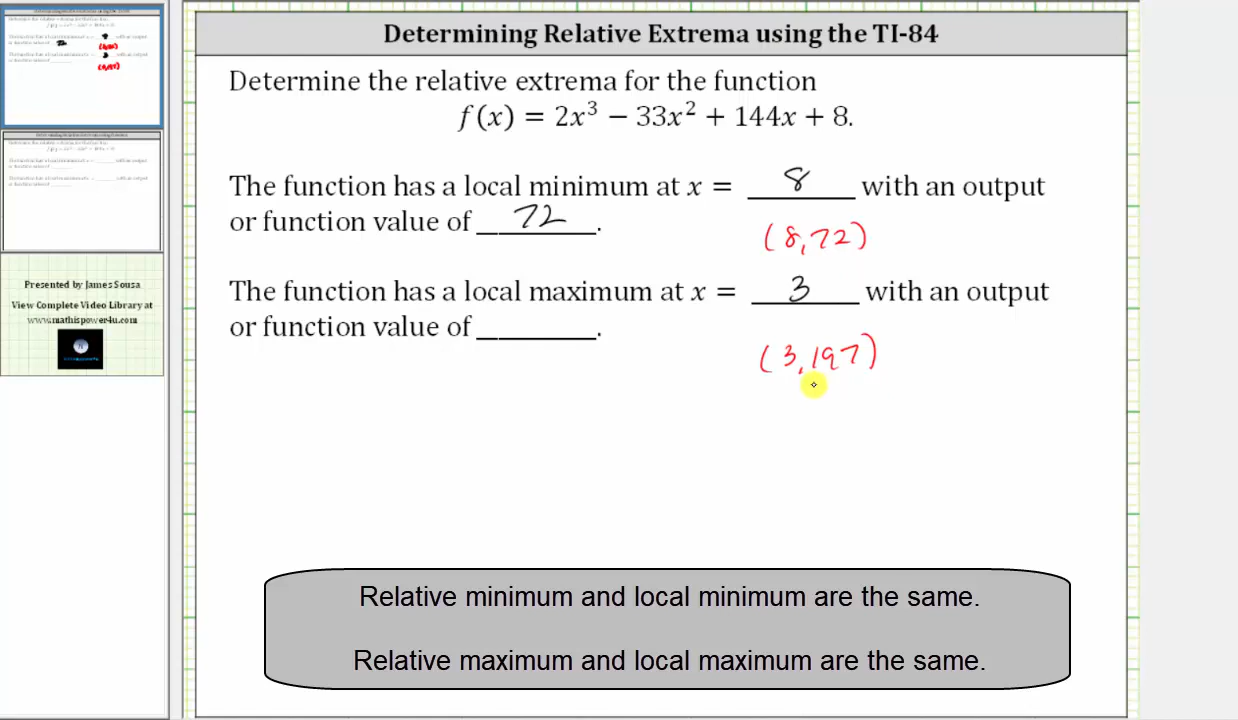 Determining Relative Extrema using the TI-84
Determine the relative extrema for the function
f(x) = 2x³ − 33x² + 144x + 8.
The function has a local minimum at x = 8 with an output
or function value of 72.
(8,72)
The function has a local maximum at x = 3 with an output
or function value of ________.
(3,197)
Relative minimum and local minimum are the same.
Relative maximum and local maximum are the same.
Presented by James Sousa
View Complete Video Library at
www.mathispower4u.com